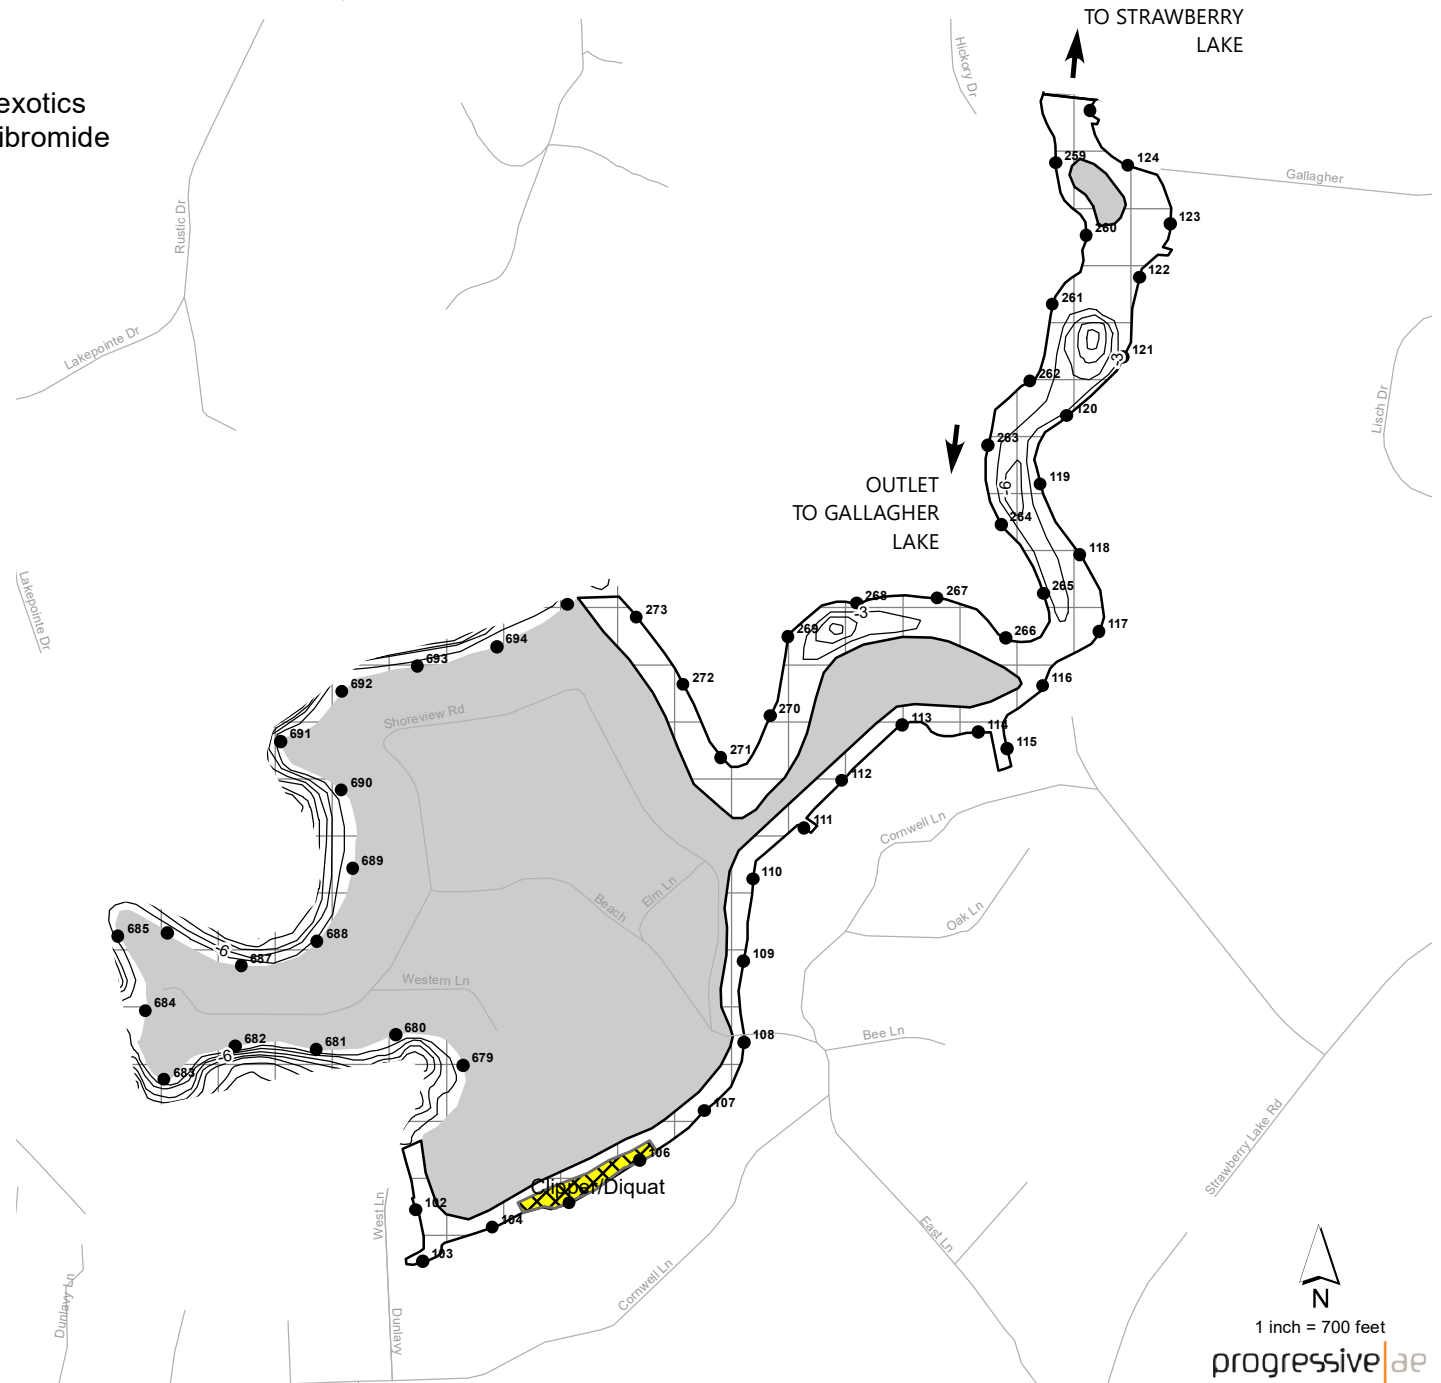 TO STRAWBERRY
LAKE
exotics
ibromide
Hickory Dr
Rustic Dr
Lakepointe Dr
Gallagher
Lisch Dr
259
124
123
260
122
261
121
-3
262
120
263
119
-6
264
118
265
117
OUTLET
TO GALLAGHER
LAKE
Lakepointe Dr
273
268
267
-3
269
266
694
693
692
272
116
270
Shoreview Rd
113
114
115
691
271
112
690
111
Cornwell Ln
689
110
Elm Ln
Beach
Oak Ln
685
688
-6
687
109
Western Ln
684
680
108
Bee Ln
682
681
-6
679
683
107
106
Clipper/Diquat
102
104
103
West Ln
Dunlavy Ln
Dunlavy
Cornwell Ln
East Ln
Strawberry Lake Rd
N
1 inch = 700 feet
progressive ae